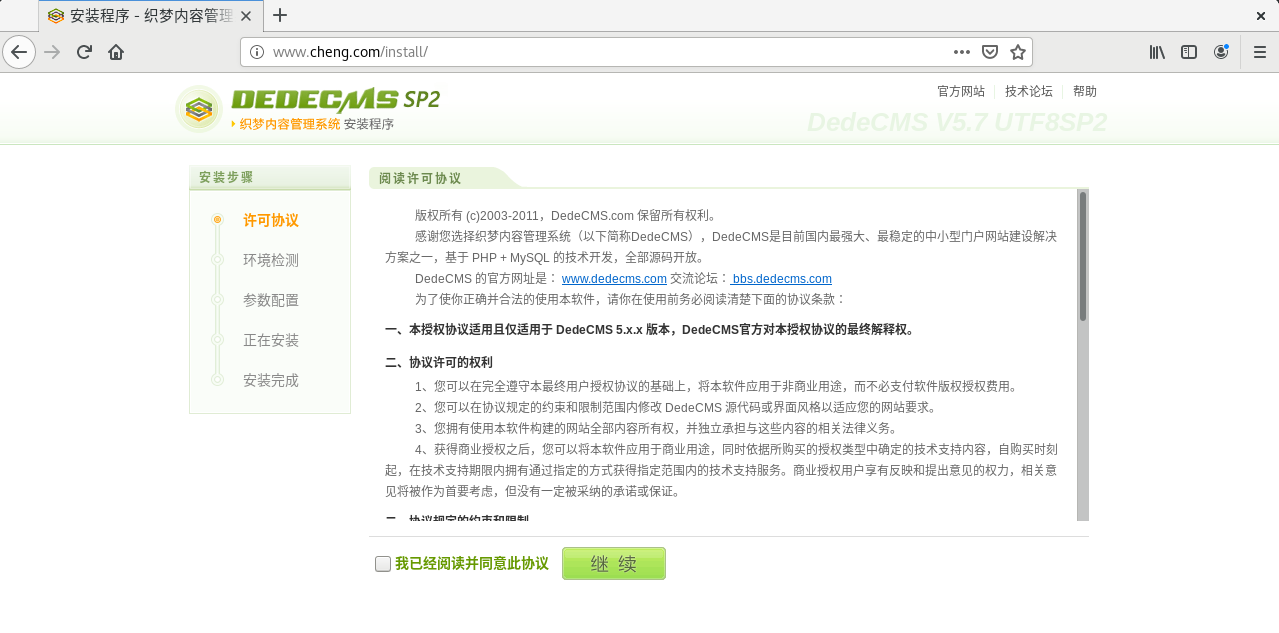 安装程序 - 织梦内容管理
www.cheng.com/install/
DEDECMS SP2
织梦内容管理系统 安装程序
官方网站 技术论坛 帮助
DedeCMS V5.7 UTF8SP2
安装步骤
许可协议
环境检测
参数配置
正在安装
安装完成
阅读许可协议
版权所有 (c)2003-2011，DedeCMS.com 保留所有权利。
感谢您选择织梦内容管理系统（以下简称DedeCMS），DedeCMS是目前国内最强大、最稳定的中小型门户网站建设解决
方案之一，基于 PHP + MySQL 的技术开发，全部源码开放。
DedeCMS 的官方网址是： www.dedecms.com 交流论坛： bbs.dedecms.com
为了使你正确并合法的使用本软件，请你在使用前务必阅读清楚下面的协议条款：
一、本授权协议适用且仅适用于 DedeCMS 5.x.x 版本，DedeCMS官方对本授权协议的最终解释权。
二、协议许可的权利
1、您可以在完全遵守本最终用户授权协议的基础上，将本软件应用于非商业用途，而不必支付软件版权授权费用。
2、您可以在协议规定的约束和限制范围内修改 DedeCMS 源代码或界面风格以适应您的网站要求。
3、您拥有使用本软件构建的网站全部内容所有权，并独立承担与这些内容的相关法律义务。
4、获得商业授权之后，您可以将本软件应用于商业用途，同时依据所购买的授权类型中确定的技术支持内容，自购买时刻
起，在技术支持期限内拥有通过指定的方式获得指定范围内的技术支持服务。商业授权用户享有反映和提出意见的权力，相关意
见将被作为首要考虑，但没有一定被采纳的承诺或保证。
二、协议规定的约束和限制
我已经阅读并同意此协议
继 续